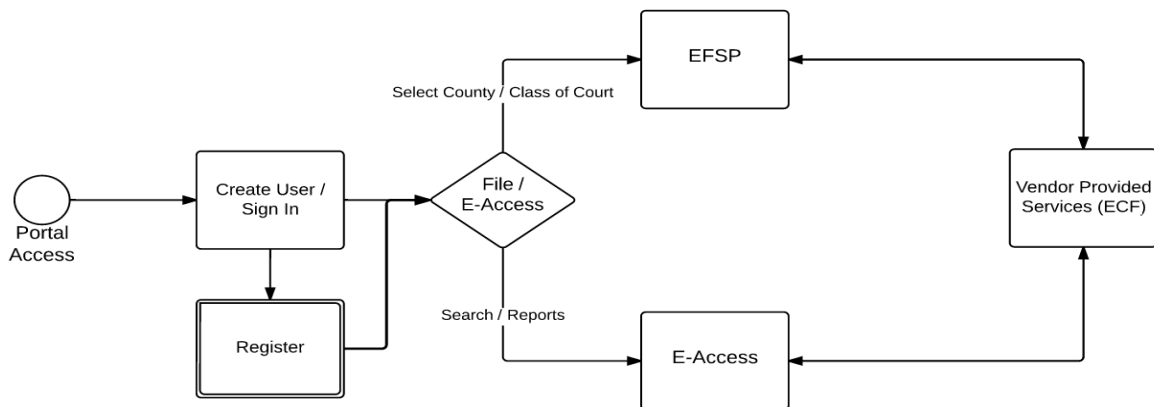 EFSP
Select County / Class of Court
Create User /
Sign In
File /
E-Access
Vendor Provided
Services (ECF)
Portal
Access
Search / Reports
Register
E-Access